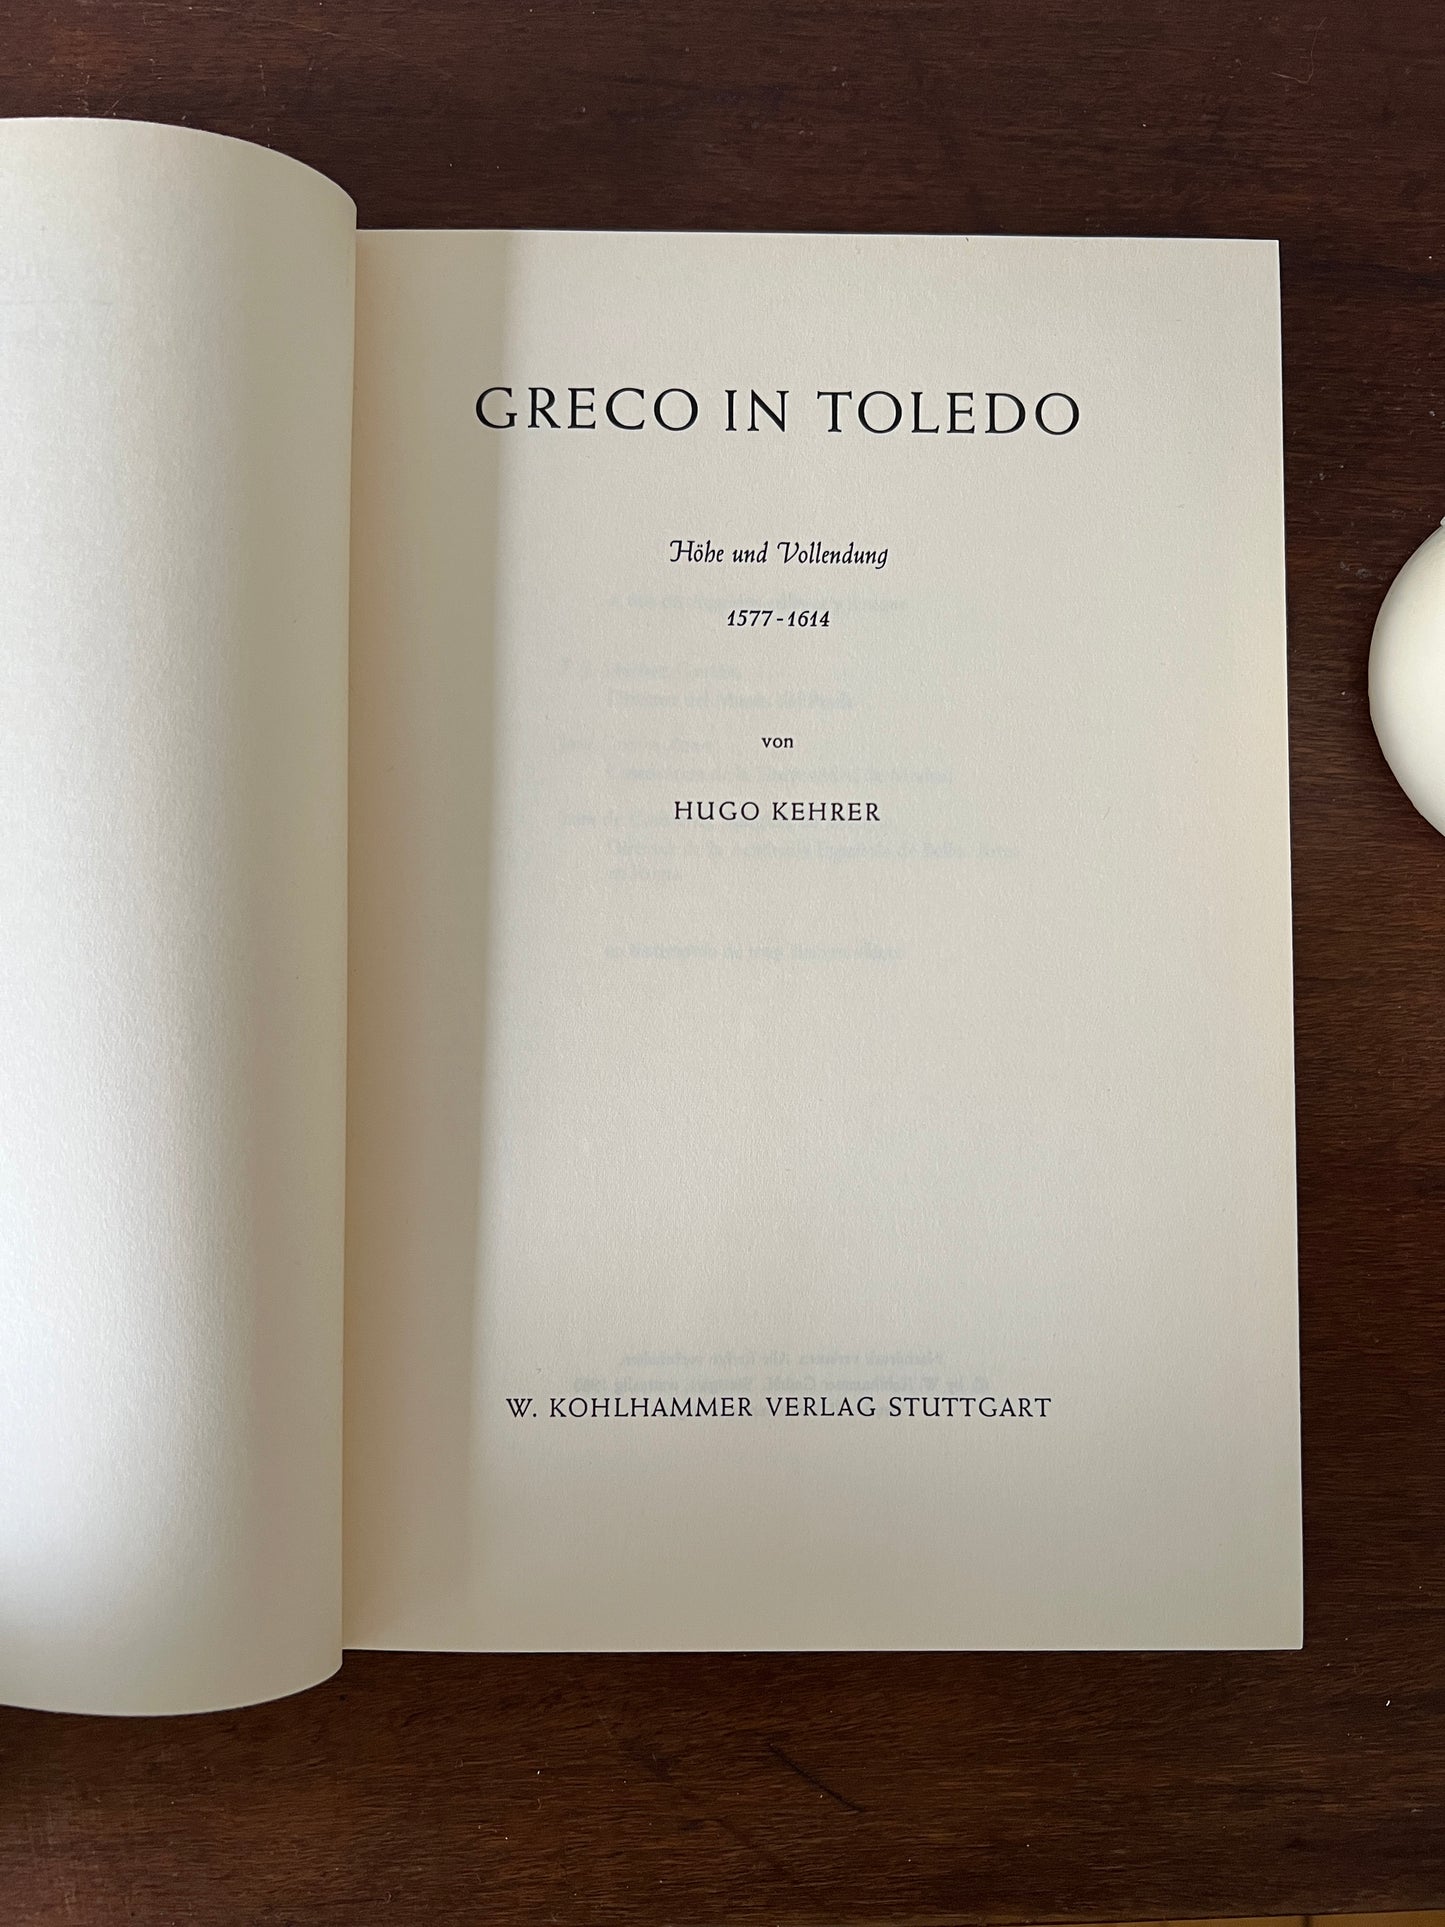 GRECO IN TOLEDO
Höhe und Vollendung
1577-1614
von
HUGO KEHRER
W. KOHLHAMMER VERLAG STUTTGART